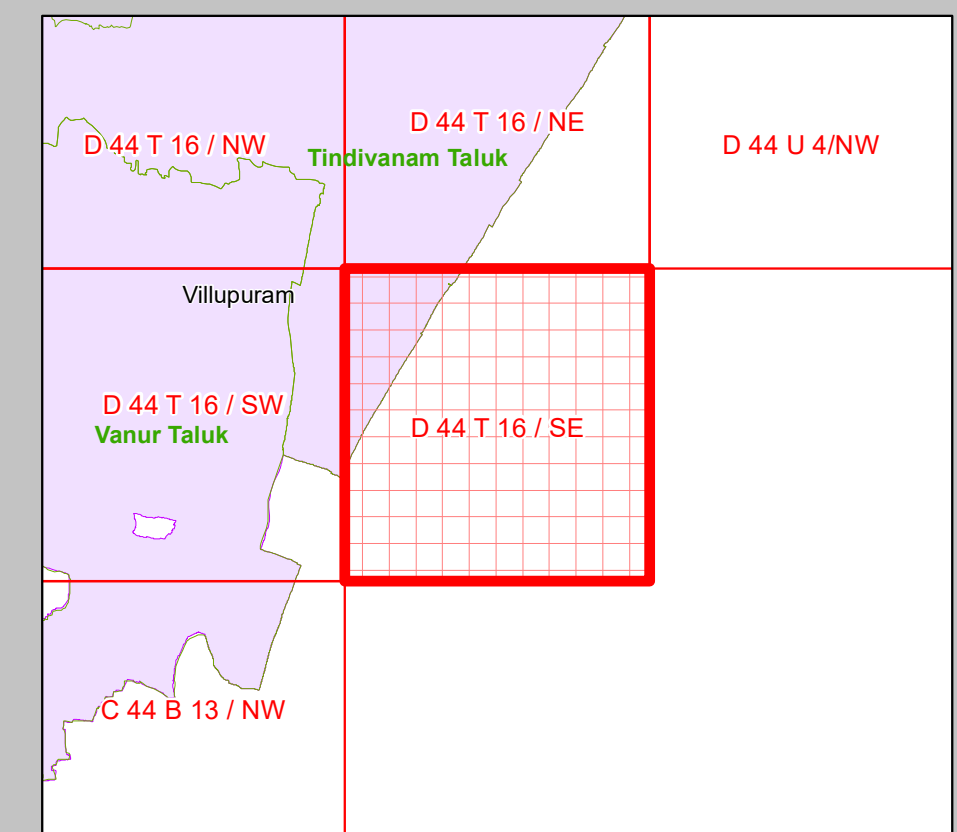 D 44 T 16 / NE
D 44 T 16 / NW
D 44 U 4/NW
Tindivanam Taluk
Villupuram
D 44 T 16 / SW
D 44 T 16 / SE
Vanur Taluk
C 44 B 13 / NW